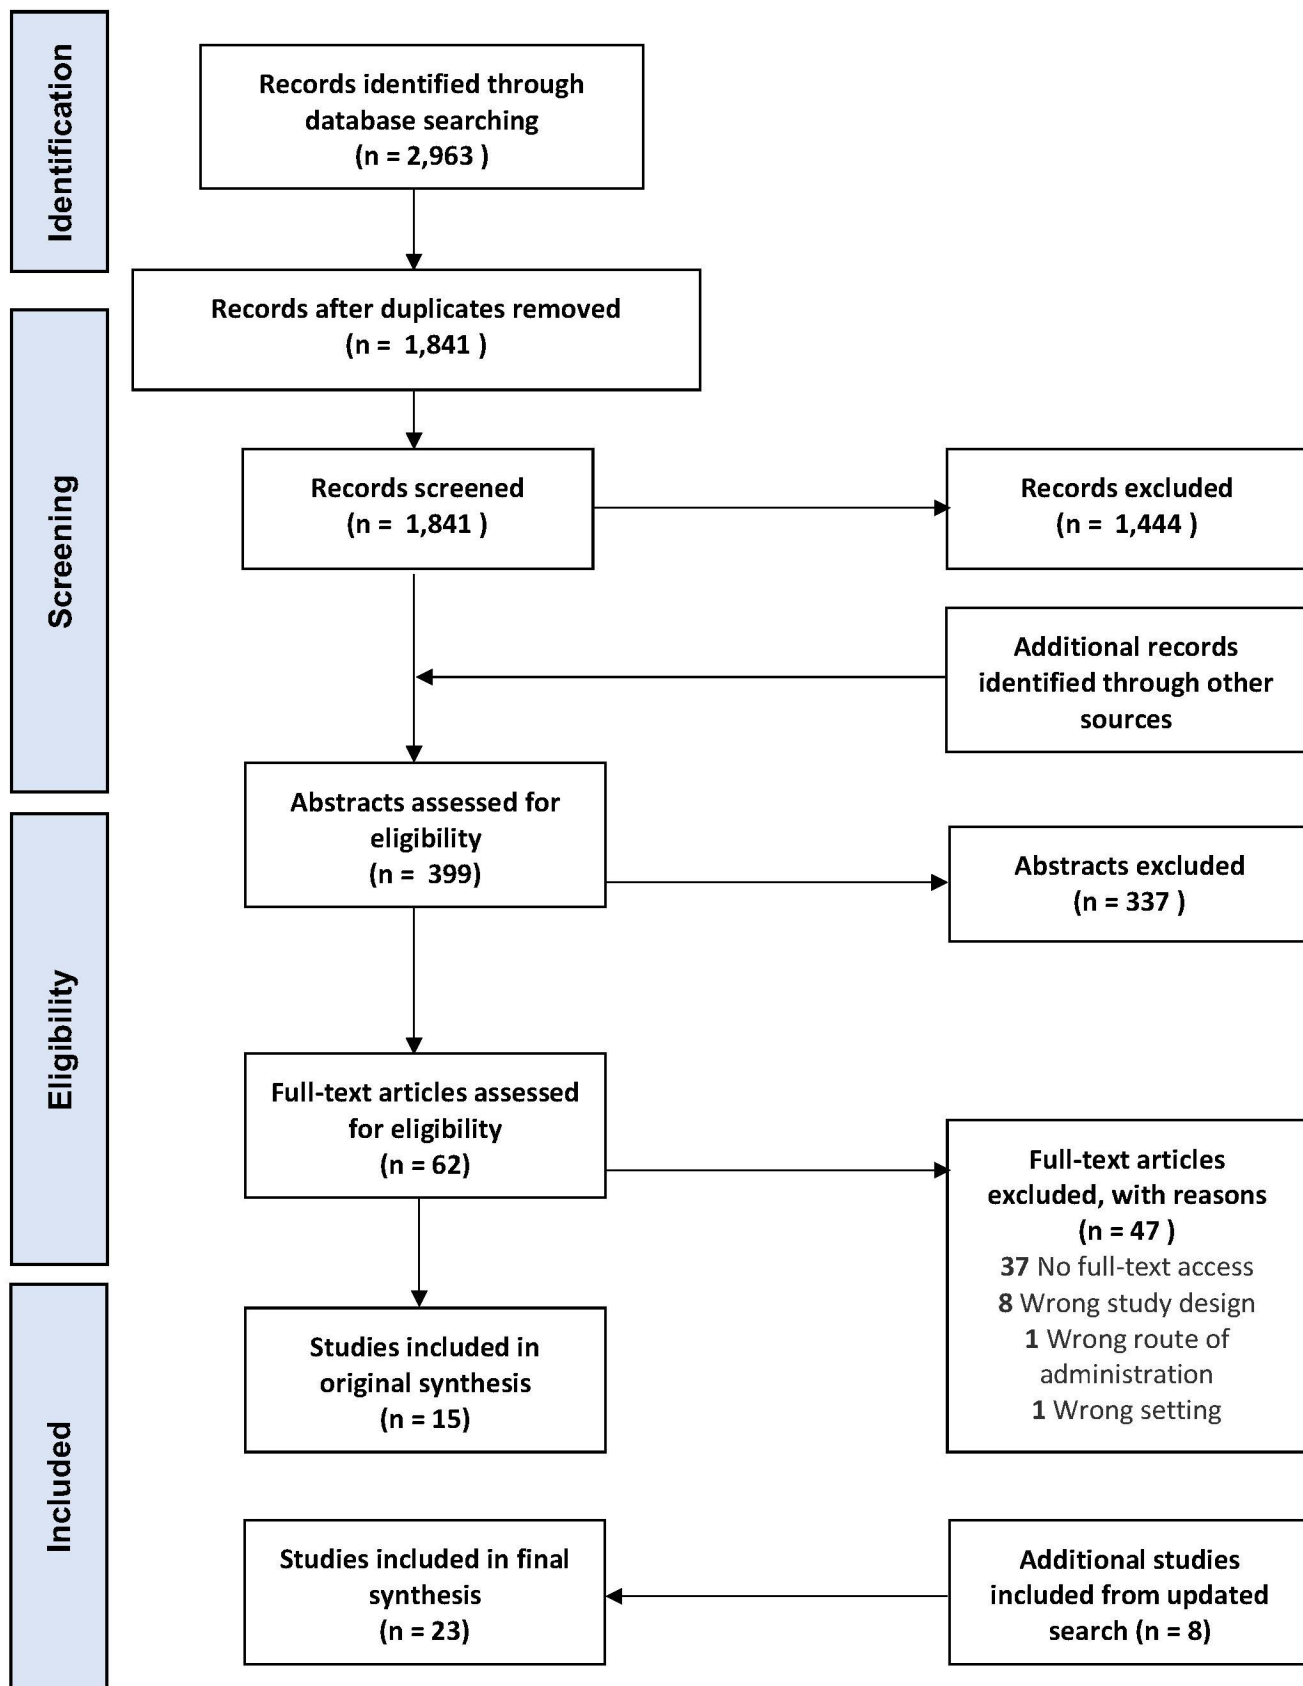 Identification
Records identified through
database searching
(n = 2,963 )
Records after duplicates removed
(n =  1,841 )
Screening
Records screened
(n =  1,841 )
Records excluded
(n =  1,444 )
Additional records
identified through other
sources
Abstracts assessed for
eligibility
(n =  399)
Abstracts excluded
(n = 337 )
Eligibility
Full-text articles assessed
for eligibility
(n = 62)
Full-text articles
excluded, with reasons
(n = 47 )
37 No full-text access
8 Wrong study design
1 Wrong route of
administration
1 Wrong setting
Included
Studies included in
original synthesis
(n = 15)
Studies included in final
synthesis
(n = 23)
Additional studies
included from updated
search (n = 8)